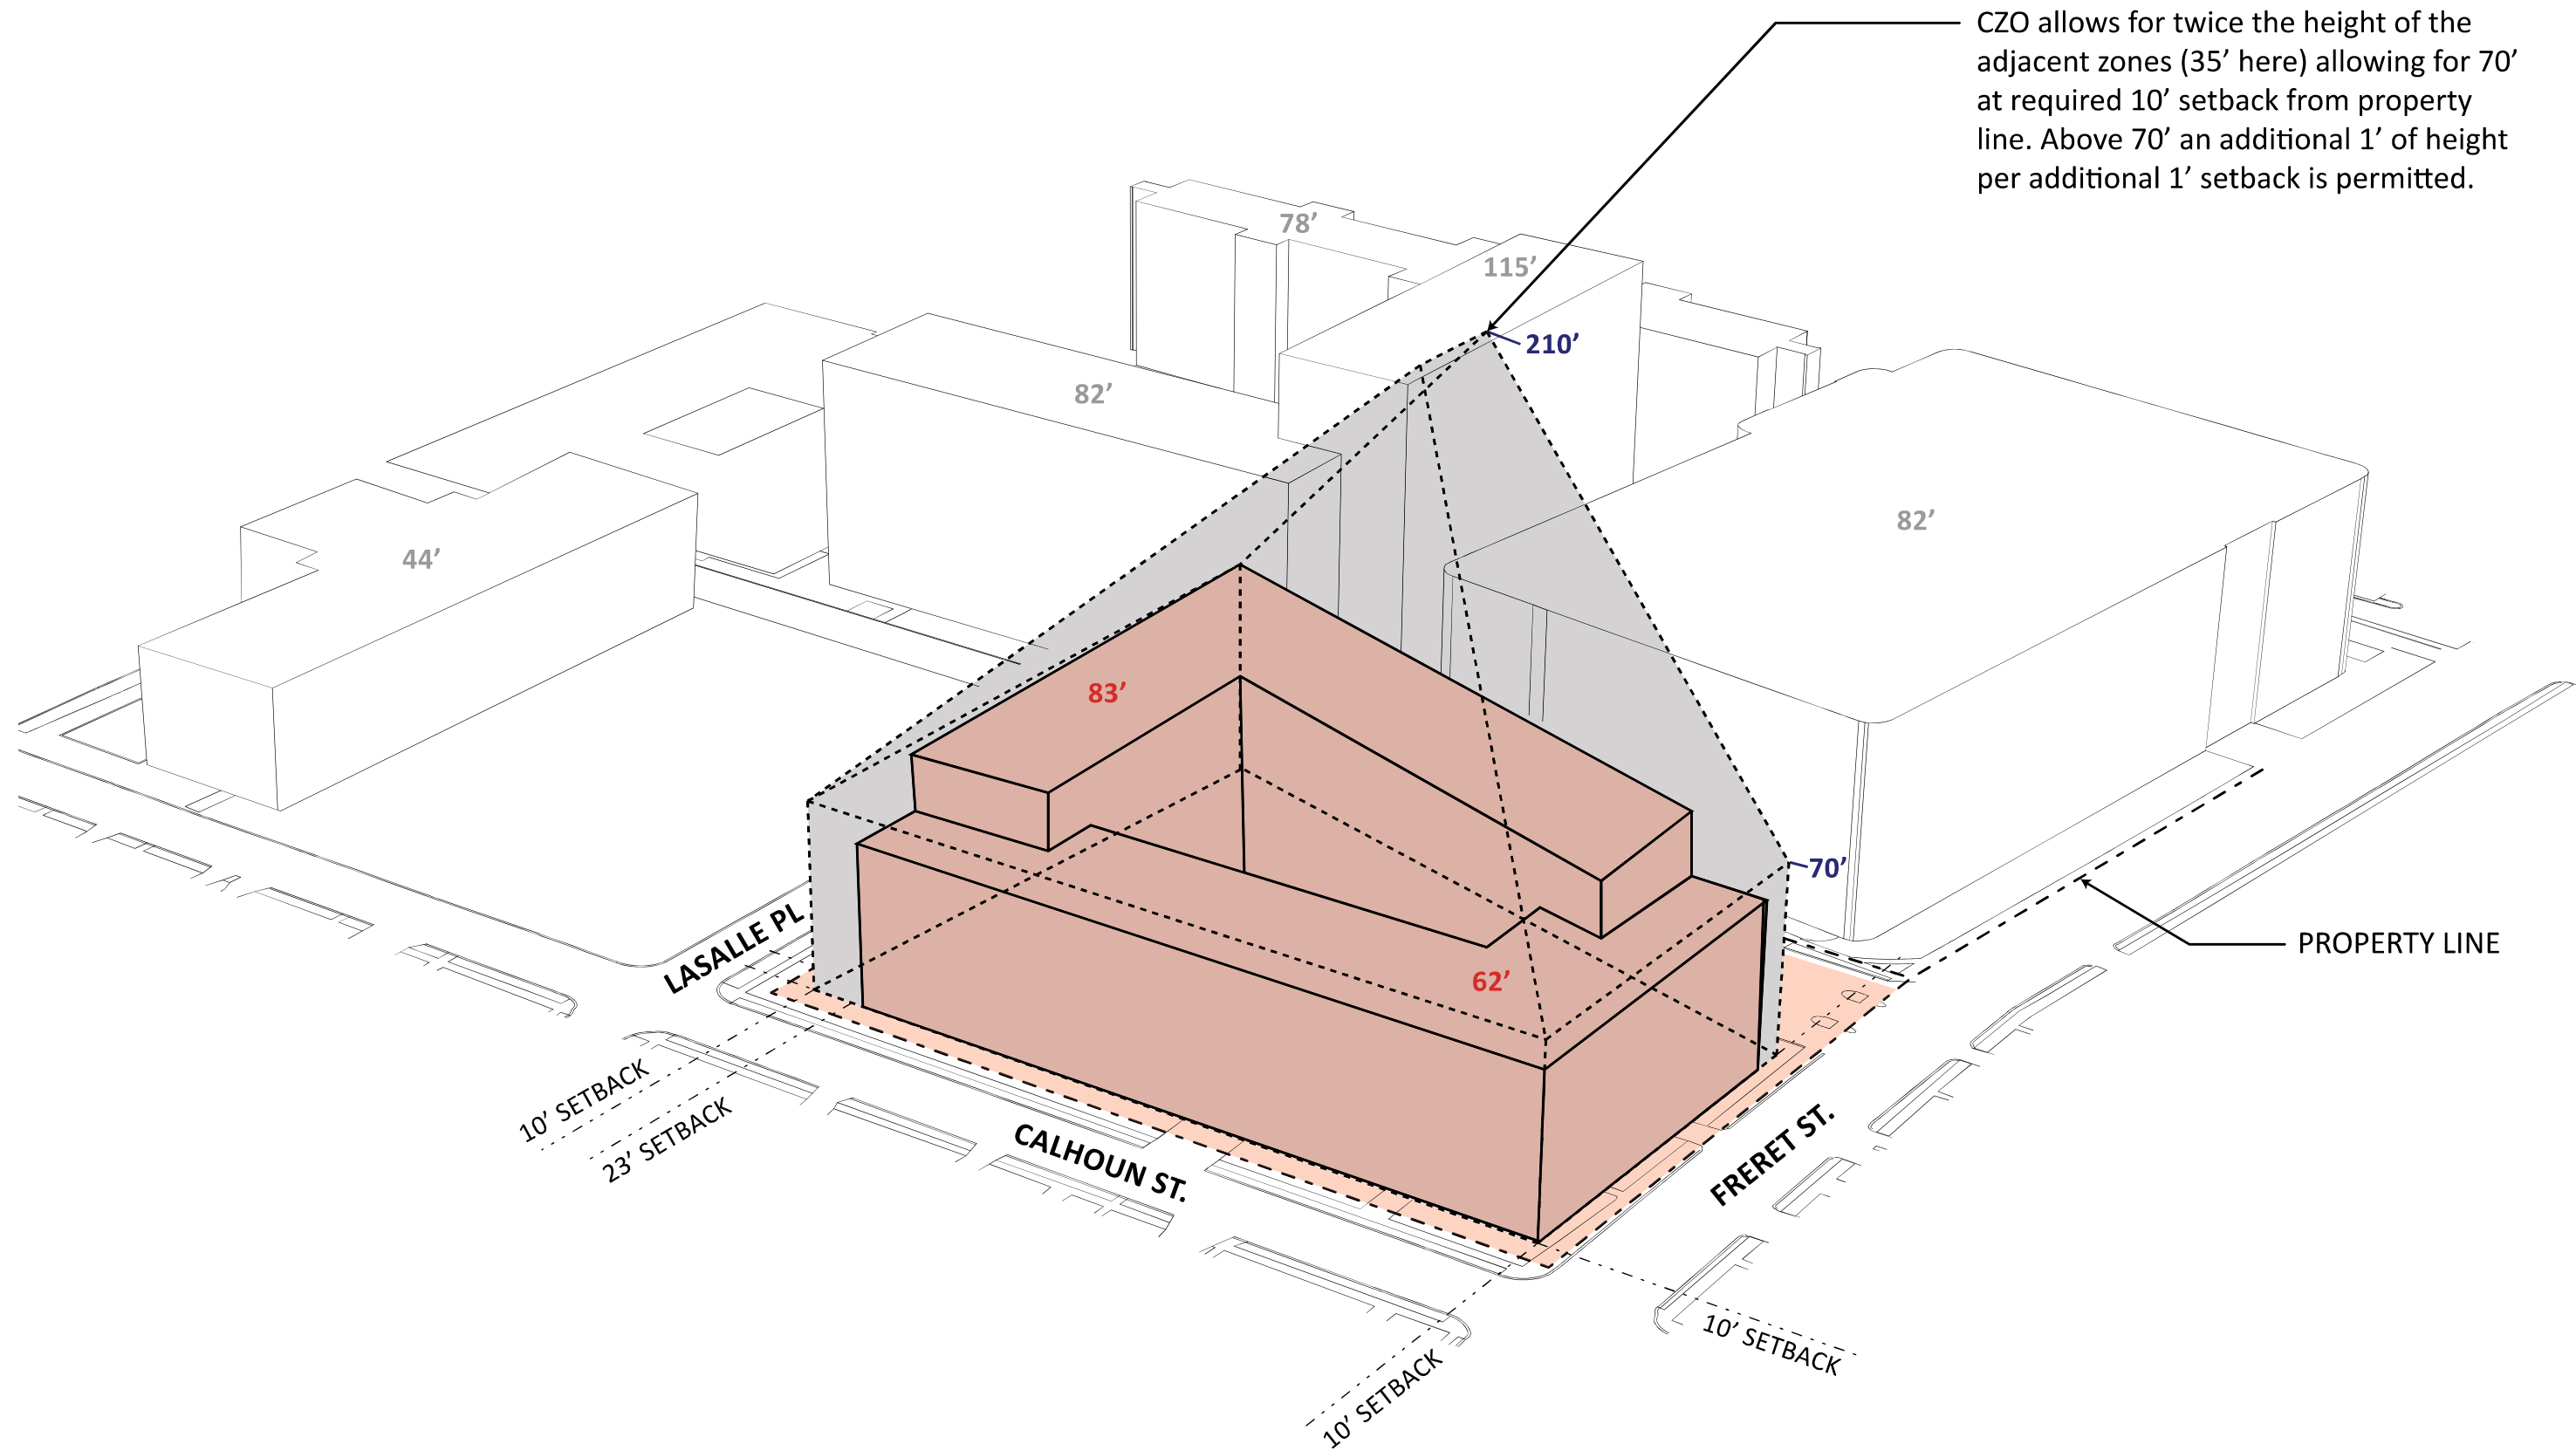 CZO allows for twice the height of the
adjacent zones (35’ here) allowing for 70’
at required 10’ setback from property
line. Above 70’ an additional 1’ of height
per additional 1’ setback is permitted.
78’
115’
210’
82’
82’
44’
83’
70’
LASALLE PL
PROPERTY LINE
62’
10’ SETBACK
23’ SETBACK
CALHOUN ST.
FRERET ST.
10’ SETBACK
10’ SETBACK